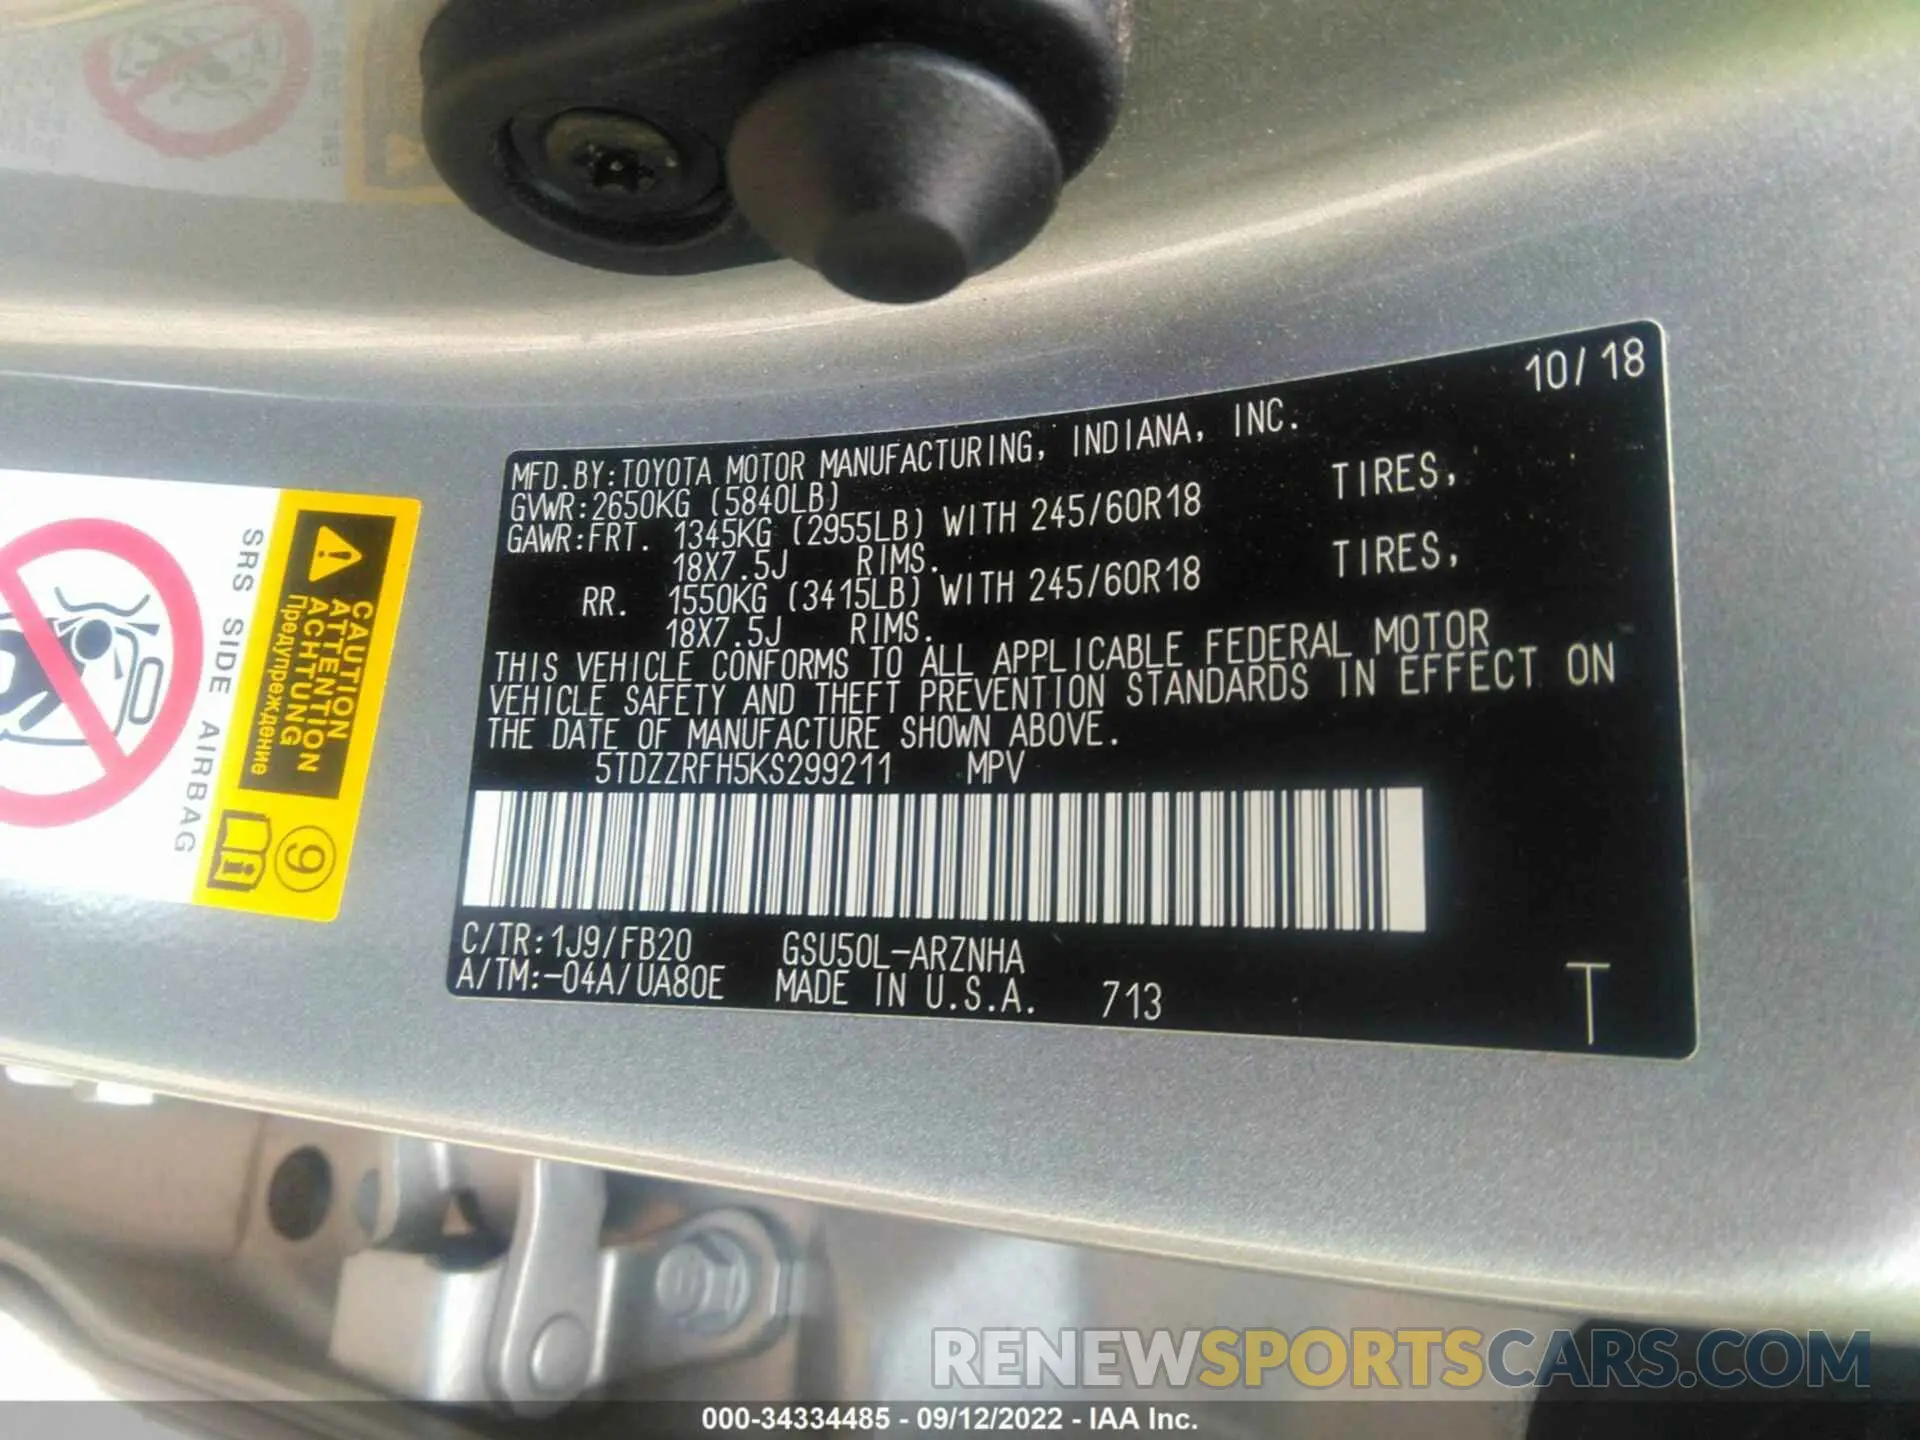 10/18
MFD.BY:TOYOTA MOTOR MANUFACTURING, INDIANA, INC.
GVWR:2650KG (5840LB)
GAWR:FRT. 1345KG (2955LB) WITH 245/60R18 TIRES,
18X7.5J RIMS.
RR. 1550KG (3415LB) WITH 245/60R18 TIRES,
18X7.5J RIMS.
THIS VEHICLE CONFORMS TO ALL APPLICABLE FEDERAL MOTOR
VEHICLE SAFETY AND THEFT PREVENTION STANDARDS IN EFFECT ON
THE DATE OF MANUFACTURE SHOWN ABOVE.
5TDZZRFH5KS299211 MPV
C/TR:1J9/FB20 GSU50L-ARZNHA
A/TM:-04A/UA80E MADE IN U.S.A. 713
T
CAUTION
ATTENTION
ACHTUNG
Предупреждение
SRS SIDE AIRBAG
9
RENEWSPORTSCARS.COM
000-34334485 - 09/12/2022 - IAA Inc.